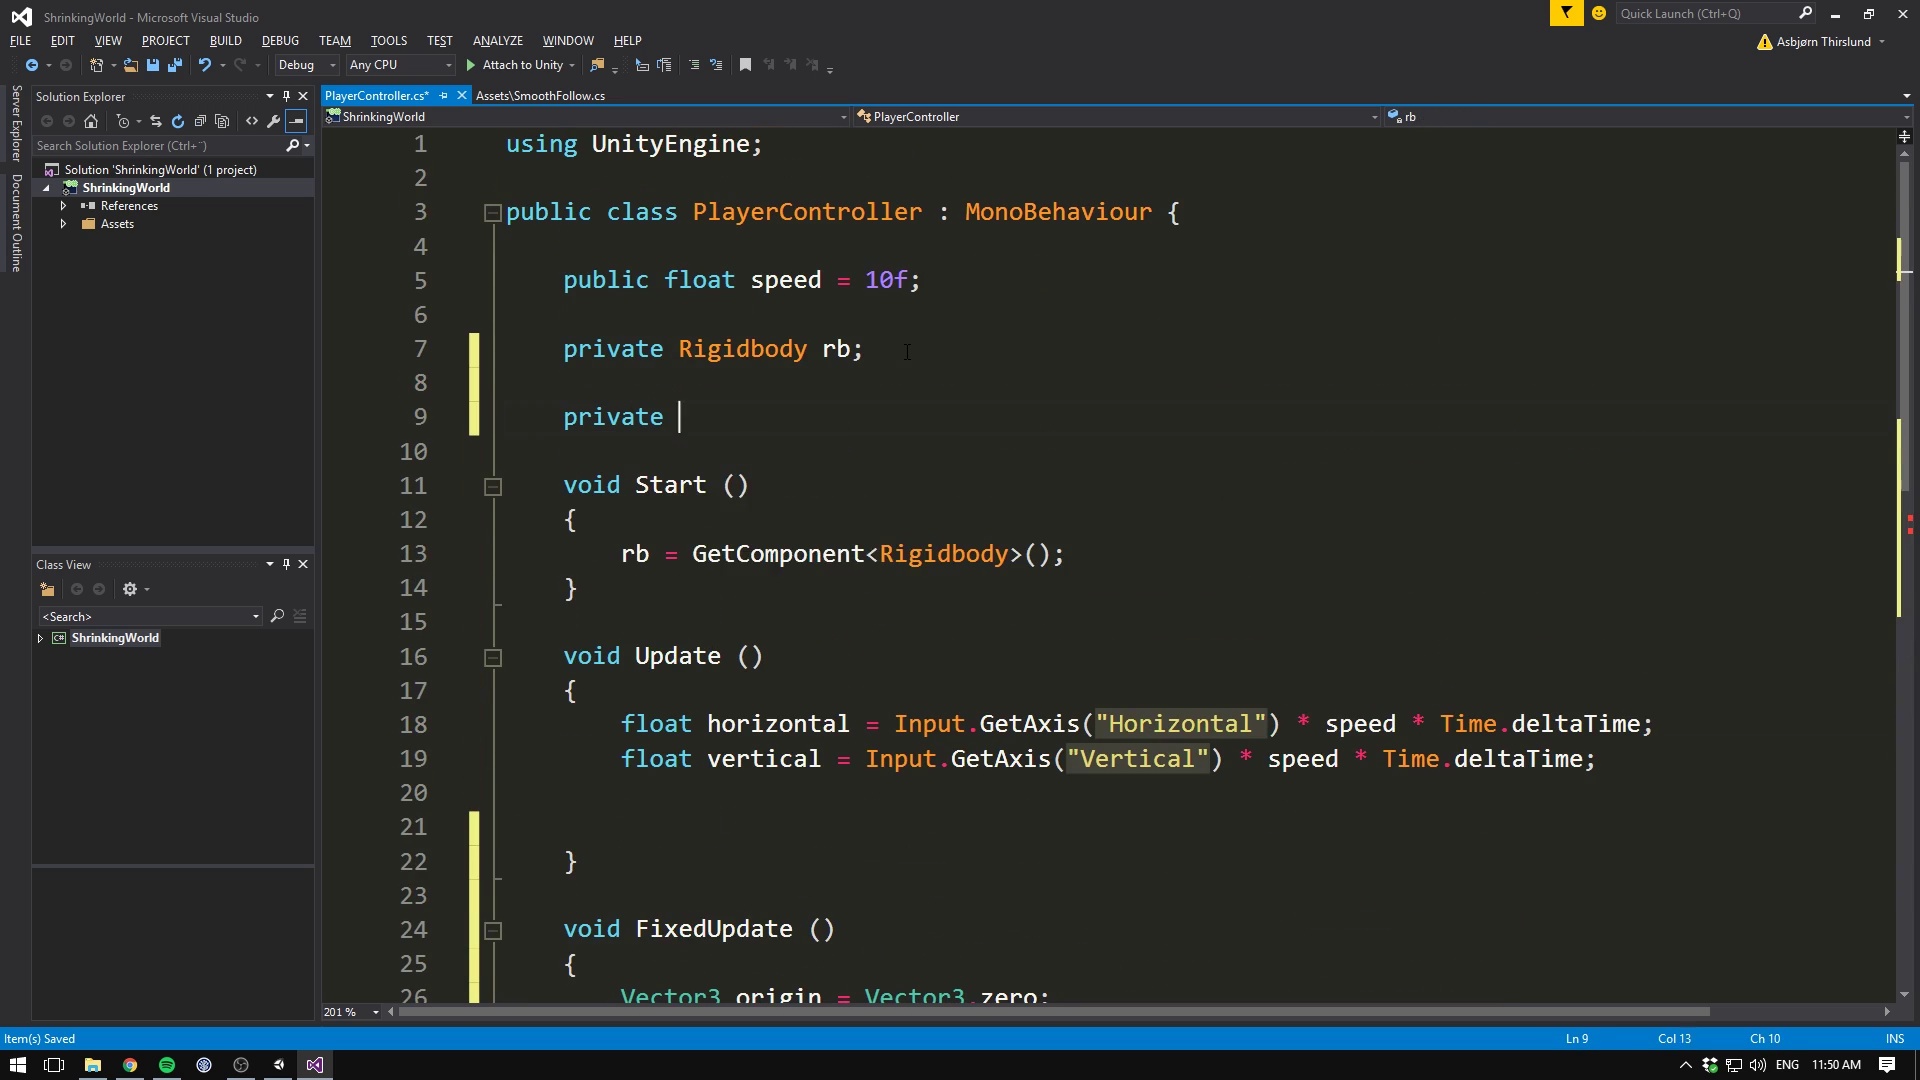 ShrinkingWorld - Microsoft Visual Studio
Quick Launch (Ctrl+Q)
FILE EDIT VIEW PROJECT BUILD DEBUG TEAM TOOLS TEST ANALYZE WINDOW HELP
Asbjørn Thirslund
Debug Any CPU Attach to Unity
Server Explorer
Document Outline
Solution Explorer
Search Solution Explorer (Ctrl+¨)
Solution 'ShrinkingWorld' (1 project)
ShrinkingWorld
References
Assets
Class View
<Search>
ShrinkingWorld
PlayerController.cs* Assets\SmoothFollow.cs
ShrinkingWorld PlayerController rb
1 using UnityEngine;
2
3 public class PlayerController : MonoBehaviour {
4
5 public float speed = 10f;
6
7 private Rigidbody rb;
8
9 private
10
11 void Start ()
12 {
13 rb = GetComponent<Rigidbody>();
14 }
15
16 void Update ()
17 {
18 float horizontal = Input.GetAxis("Horizontal") * speed * Time.deltaTime;
19 float vertical = Input.GetAxis("Vertical") * speed * Time.deltaTime;
20
21
22 }
23
24 void FixedUpdate ()
25 {
26 Vector3 origin = Vector3.zero;
201 %
Item(s) Saved Ln 9 Col 13 Ch 10 INS
ENG 11:50 AM